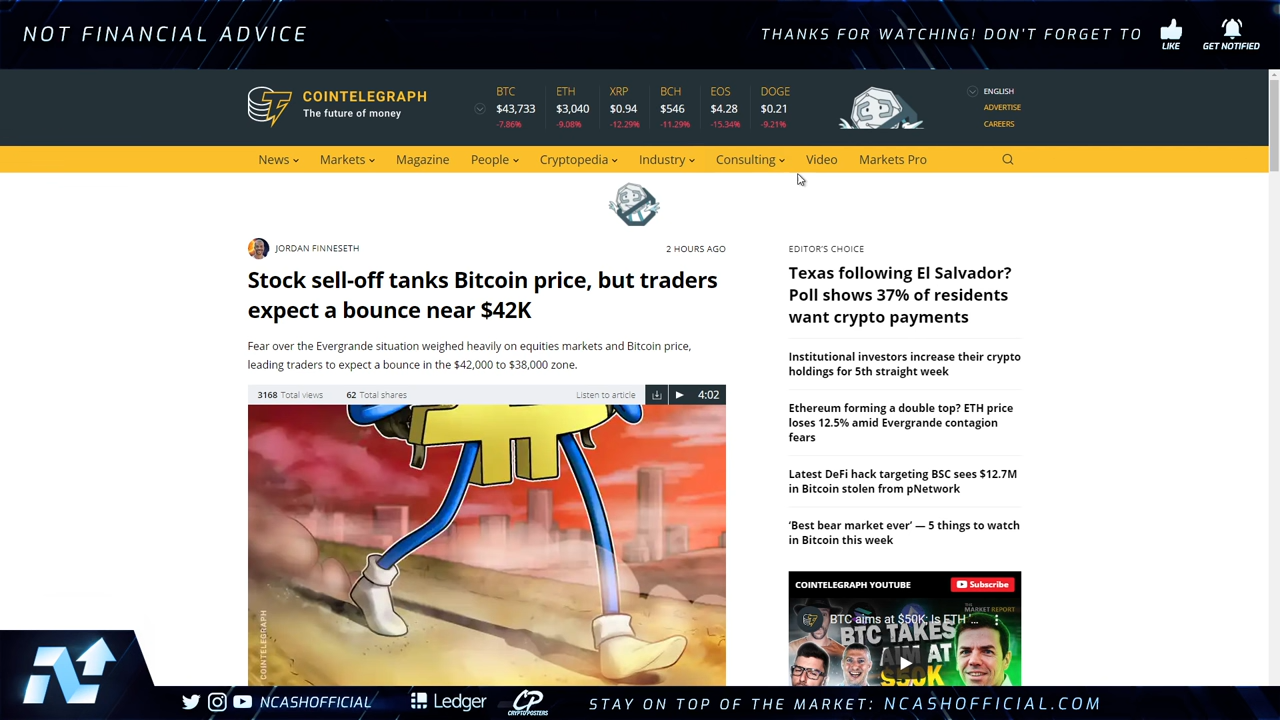 NOT FINANCIAL ADVICE
THANKS FOR WATCHING! DON'T FORGET TO
LIKE
GET NOTIFIED
COINTELEGRAPH
The future of money
BTC ETH XRP BCH EOS DOGE
$43,733 $3,040 $0.94 $546 $4.28 $0.21
-7.86% -9.08% -12.29% -11.29% -15.34% -9.21%
ENGLISH
ADVERTISE
CAREERS
News Markets Magazine People Cryptopedia Industry Consulting Video Markets Pro
JORDAN FINNESETH
2 HOURS AGO
Stock sell-off tanks Bitcoin price, but traders
expect a bounce near $42K
Fear over the Evergrande situation weighed heavily on equities markets and Bitcoin price,
leading traders to expect a bounce in the $42,000 to $38,000 zone.
3168 Total views 62 Total shares Listen to article 4:02
COINTELEGRAPH
EDITOR'S CHOICE
Texas following El Salvador?
Poll shows 37% of residents
want crypto payments
Institutional investors increase their crypto
holdings for 5th straight week
Ethereum forming a double top? ETH price
loses 12.5% amid Evergrande contagion
fears
Latest DeFi hack targeting BSC sees $12.7M
in Bitcoin stolen from pNetwork
‘Best bear market ever’ — 5 things to watch
in Bitcoin this week
COINTELEGRAPH YOUTUBE
Subscribe
THE
MARKET REPORT
BTC aims at $50K: Is ETH '...
BTC TAKES
AIM AT
$50K
NCASHOFFICIAL
Ledger
CP
CRYPTOPOSTERS
STAY ON TOP OF THE MARKET: NCASHOFFICIAL.COM